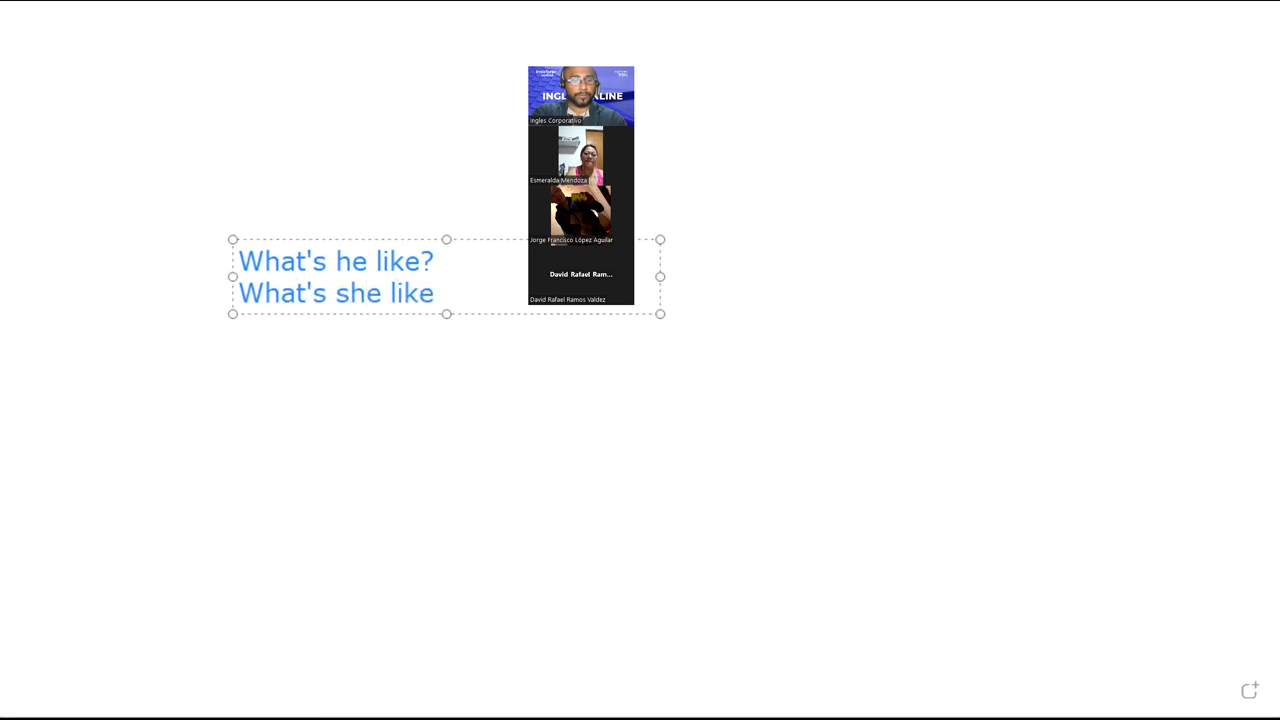 INGL LINE
Ingles Corporativo
Esmeralda Mendoza
Jorge Francisco López Aguilar
What's he like?
What's she like
David Rafael Ram...
David Rafael Ramos Valdez